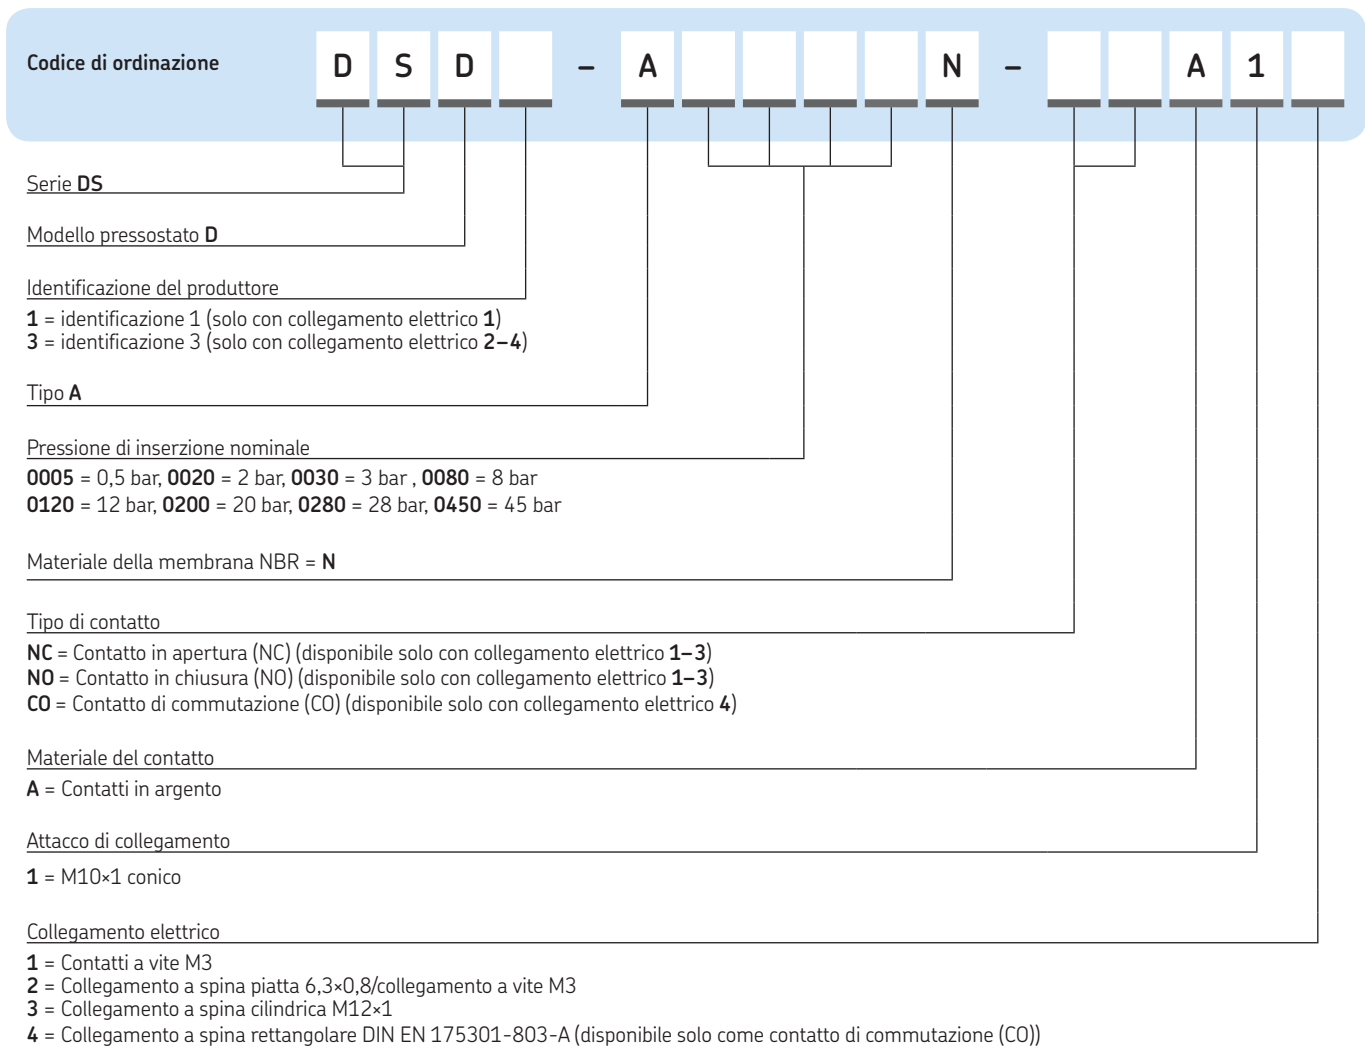 Codice di ordinazione D S D – A N – A 1
Serie DS
Modello pressostato D
Identificazione del produttore
1 = identificazione 1 (solo con collegamento elettrico 1)
3 = identificazione 3 (solo con collegamento elettrico 2–4)
Tipo A
Pressione di inserzione nominale
0005 = 0,5 bar, 0020 = 2 bar, 0030 = 3 bar , 0080 = 8 bar
0120 = 12 bar, 0200 = 20 bar, 0280 = 28 bar, 0450 = 45 bar
Materiale della membrana NBR = N
Tipo di contatto
NC = Contatto in apertura (NC) (disponibile solo con collegamento elettrico 1–3)
NO = Contatto in chiusura (NO) (disponibile solo con collegamento elettrico 1–3)
CO = Contatto di commutazione (CO) (disponibile solo con collegamento elettrico 4)
Materiale del contatto
A = Contatti in argento
Attacco di collegamento
1 = M10×1 conico
Collegamento elettrico
1 = Contatti a vite M3
2 = Collegamento a spina piatta 6,3×0,8/collegamento a vite M3
3 = Collegamento a spina cilindrica M12×1
4 = Collegamento a spina rettangolare DIN EN 175301-803-A (disponibile solo come contatto di commutazione (CO))